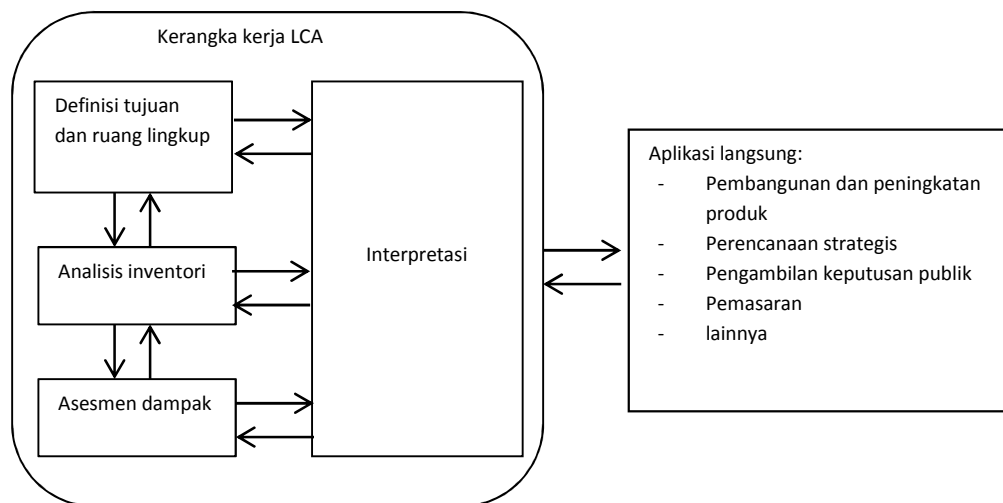 Kerangka kerja LCA
Definisi tujuan
dan ruang lingkup
Analisis inventori
Asesmen dampak
Interpretasi
Aplikasi langsung:
- Pembangunan dan peningkatan
produk
- Perencanaan strategis
- Pengambilan keputusan publik
- Pemasaran
- lainnya